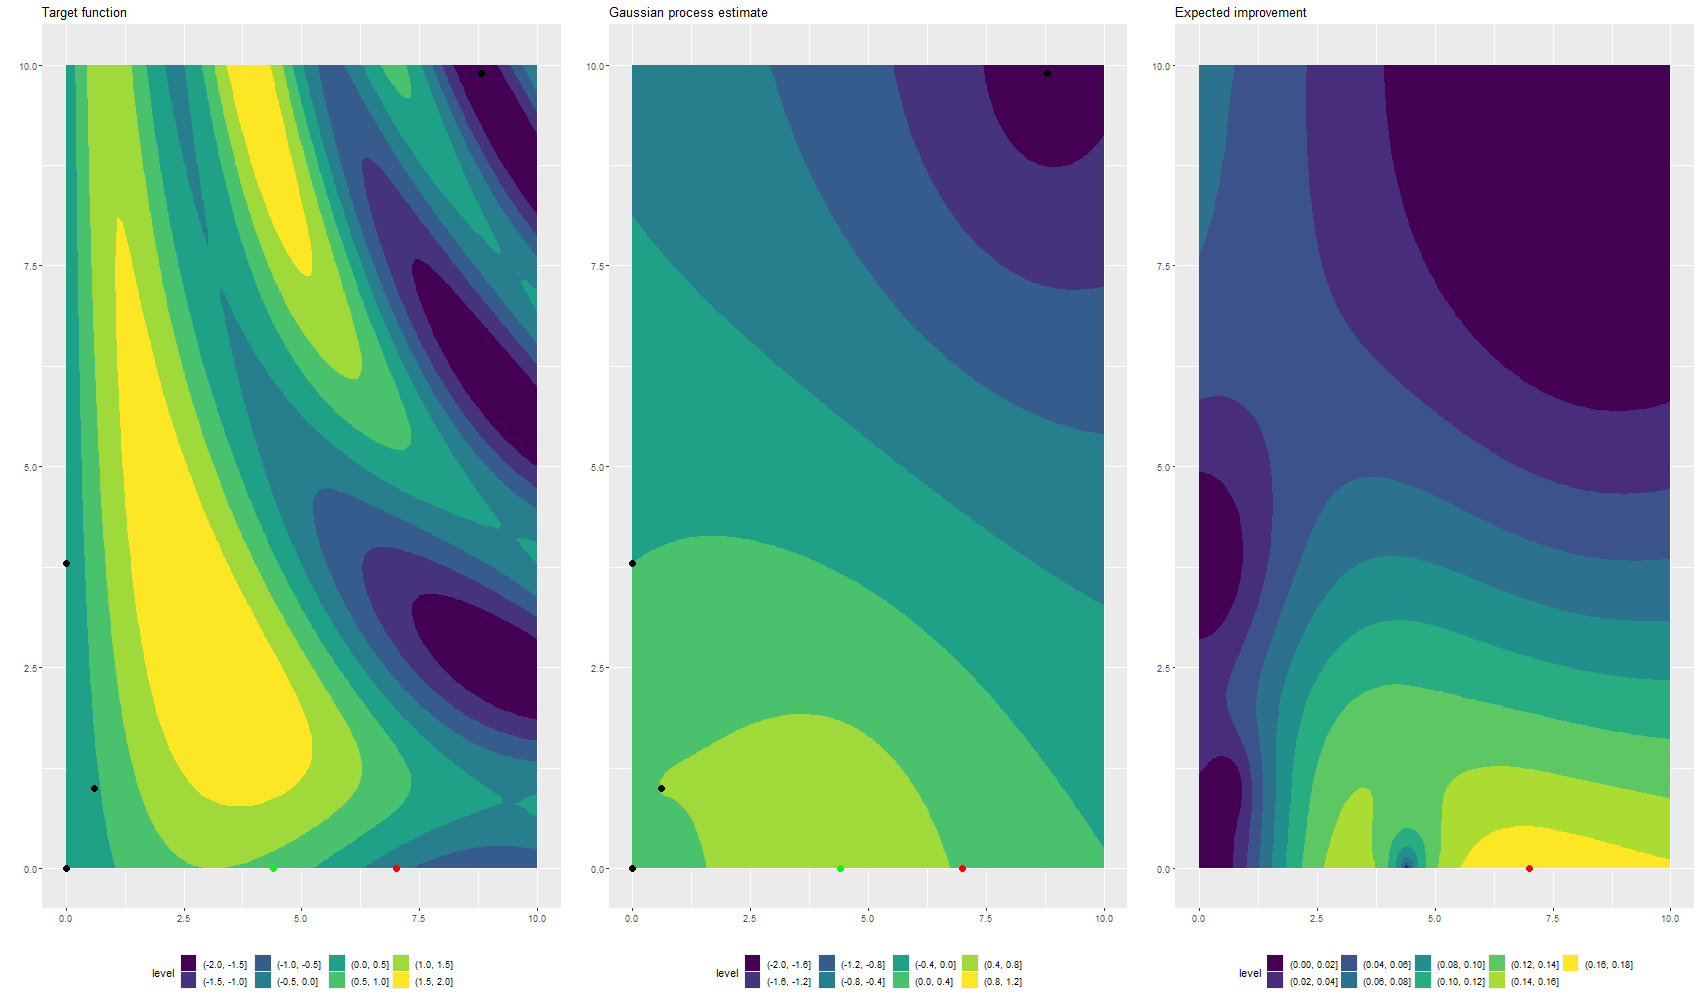 Target function
Gaussian process estimate
Expected improvement
10.0
7.5
5.0
2.5
0.0
0.0 2.5 5.0 7.5 10.0
10.0
7.5
5.0
2.5
0.0
0.0 2.5 5.0 7.5 10.0
10.0
7.5
5.0
2.5
0.0
0.0 2.5 5.0 7.5 10.0
level
(-2.0, -1.5] (-1.0, -0.5] (0.0, 0.5] (1.0, 1.5]
(-1.5, -1.0] (-0.5, 0.0] (0.5, 1.0] (1.5, 2.0]
level
(-2.0, -1.6] (-1.2, -0.8] (-0.4, 0.0] (0.4, 0.8]
(-1.6, -1.2] (-0.8, -0.4] (0.0, 0.4] (0.8, 1.2]
level
(0.00, 0.02] (0.04, 0.06] (0.08, 0.10] (0.12, 0.14] (0.16, 0.18]
(0.02, 0.04] (0.06, 0.08] (0.10, 0.12] (0.14, 0.16]